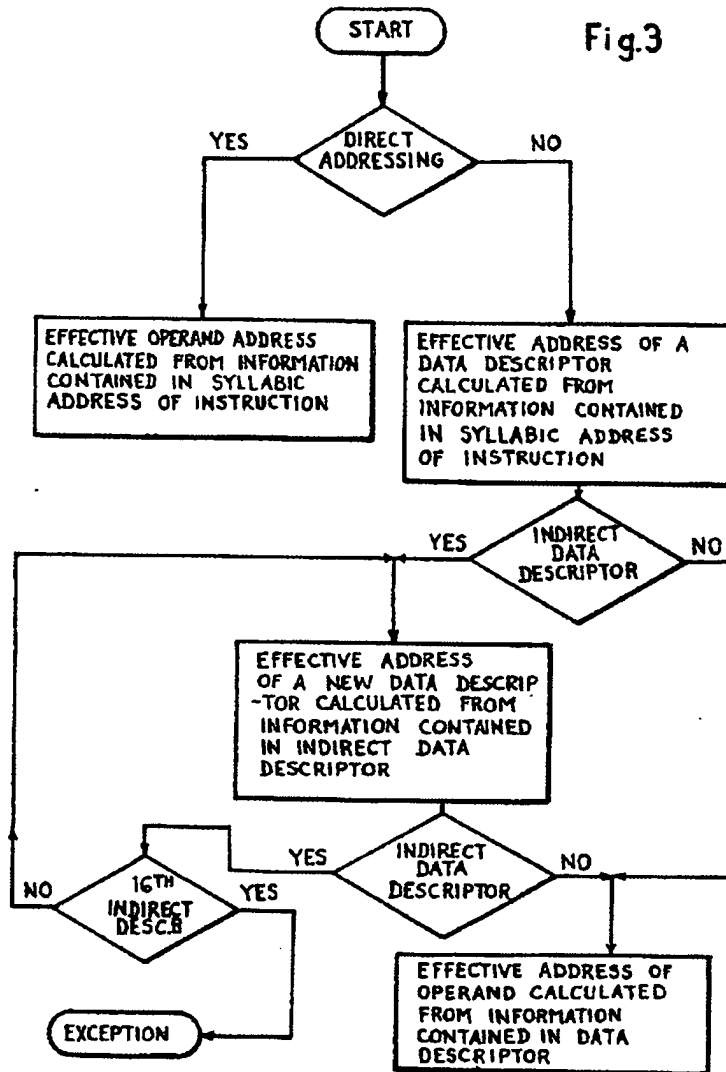 START
Fig.3
DIRECT
ADDRESSING
YES
NO
EFFECTIVE OPERAND ADDRESS
CALCULATED FROM INFORMATION
CONTAINED IN SYLLABIC
ADDRESS OF INSTRUCTION
EFFECTIVE ADDRESS OF A
DATA DESCRIPTOR
CALCULATED FROM
INFORMATION CONTAINED
IN SYLLABIC ADDRESS
OF INSTRUCTION
YES
INDIRECT
DATA
DESCRIPTOR
NO
EFFECTIVE ADDRESS
OF A NEW DATA DESCRIP
-TOR CALCULATED FROM
INFORMATION CONTAINED
IN INDIRECT DATA
DESCRIPTOR
YES
INDIRECT
DATA
DESCRIPTOR
NO
NO
16TH
INDIRECT
DESC.B
YES
EXCEPTION
EFFECTIVE ADDRESS OF
OPERAND CALCULATED
FROM INFORMATION
CONTAINED IN DATA
DESCRIPTOR